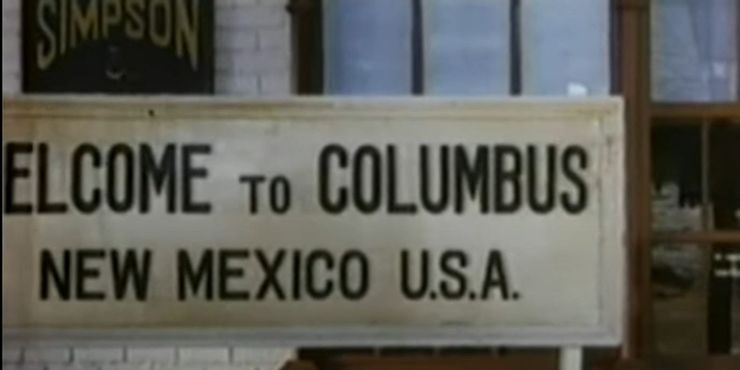 SIMPSON
ELCOME TO COLUMBUS
NEW MEXICO U.S.A.